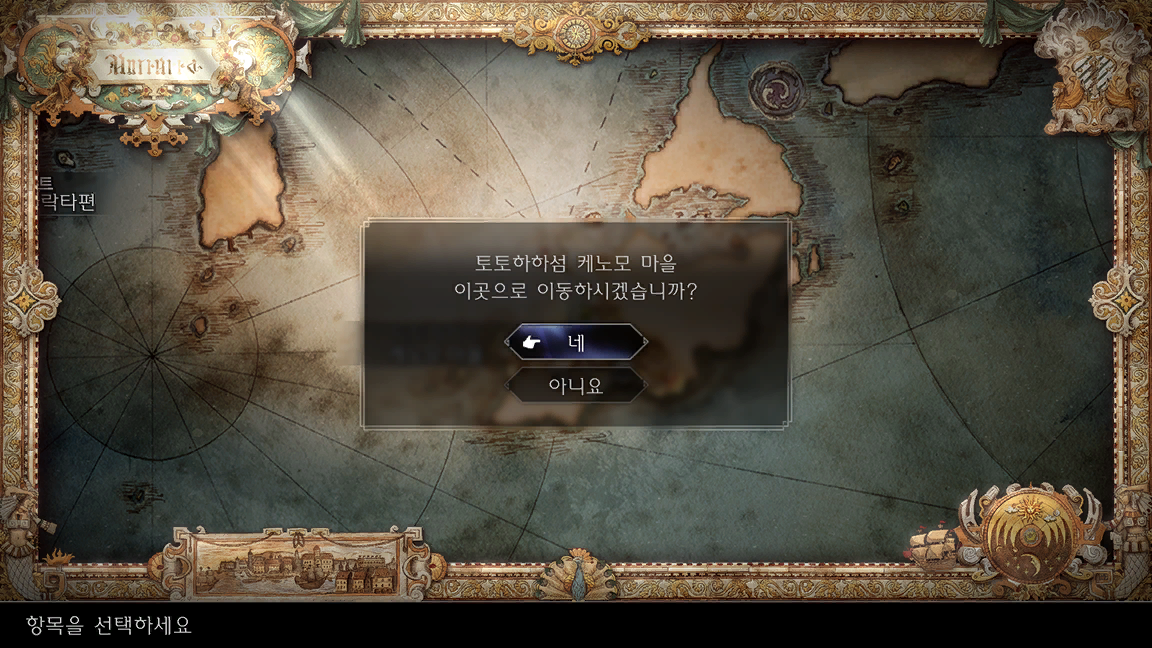 트
락타편
토토하하섬 케노모 마을
이곳으로 이동하시겠습니까?
네
아니요
항목을 선택하세요